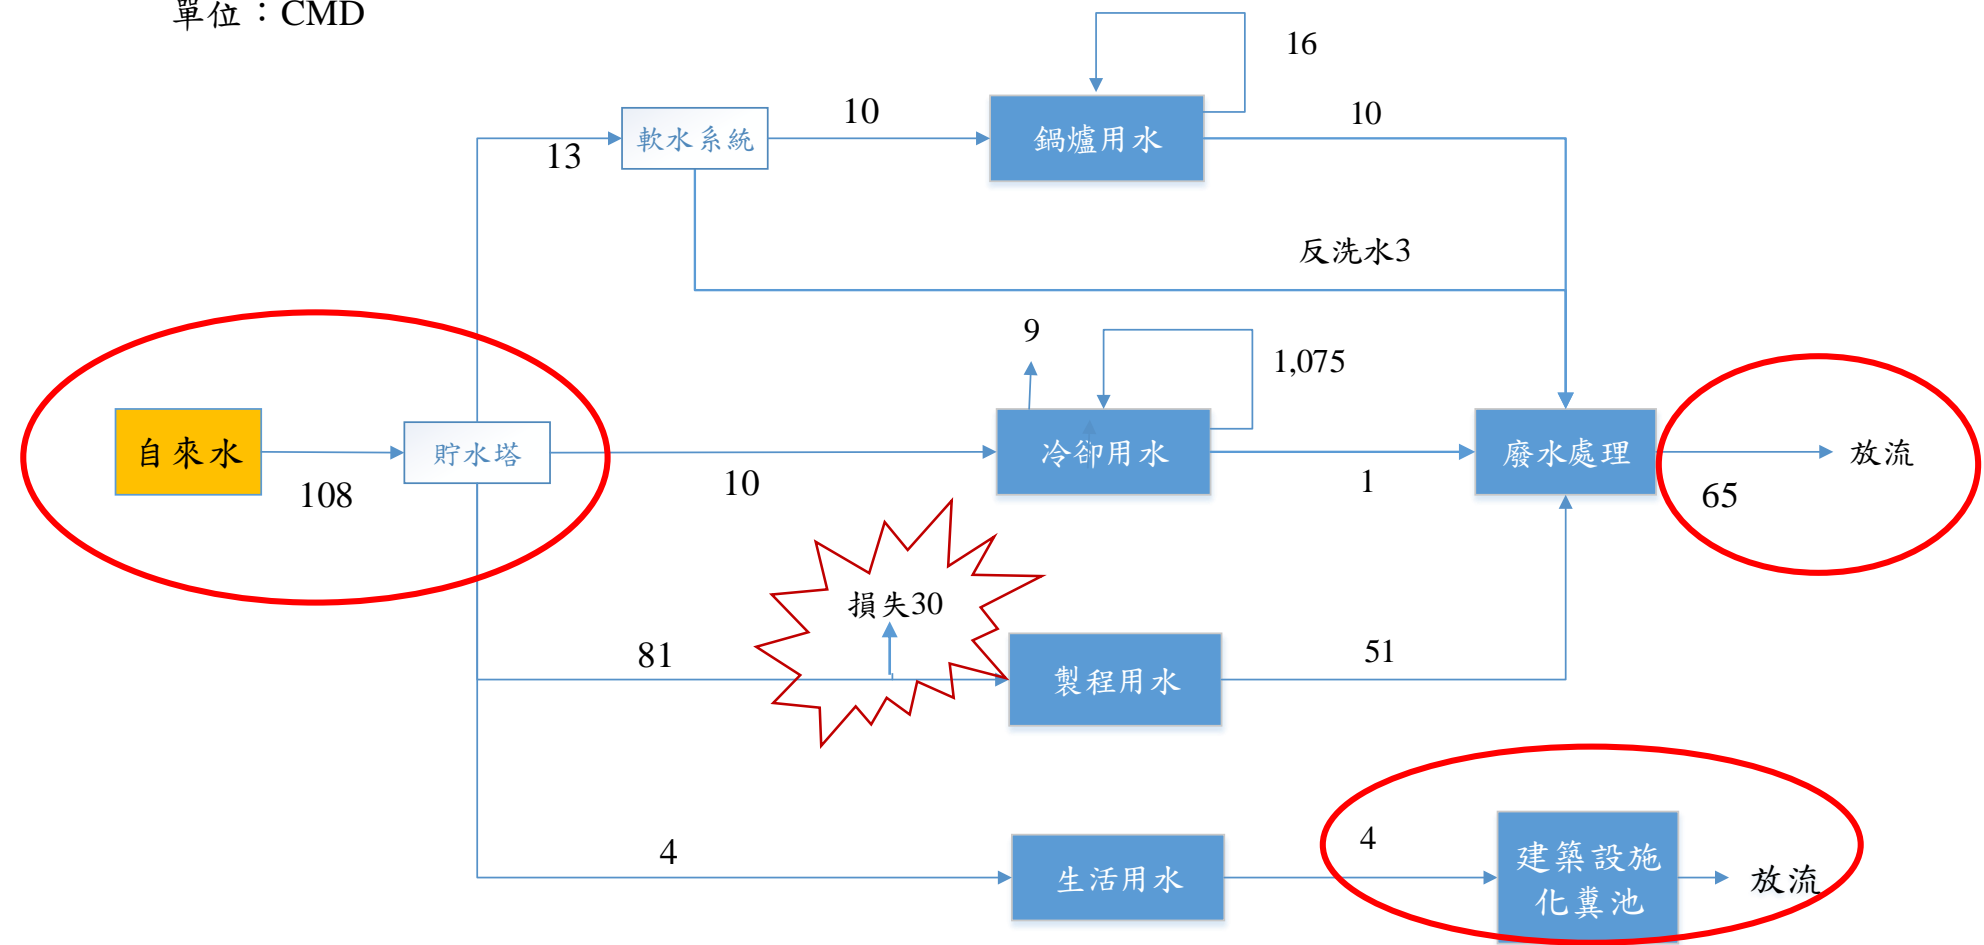 單位：CMD
16
10
10
軟水系統
鍋爐用水
13
反洗水3
9
1,075
自來水
貯水塔
冷卻用水
廢水處理
放流
108
10
1
65
損失30
81
51
製程用水
4
4
生活用水
建築設施
化糞池
放流